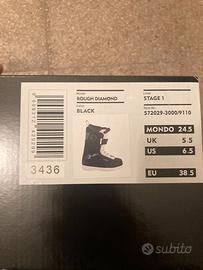 ROUGH DIAMOND
BLACK
STAGE 1
572029-3000/9110
MONDO 24.5
UK 5.5
US 6.5
EU 38.5
3436
subito